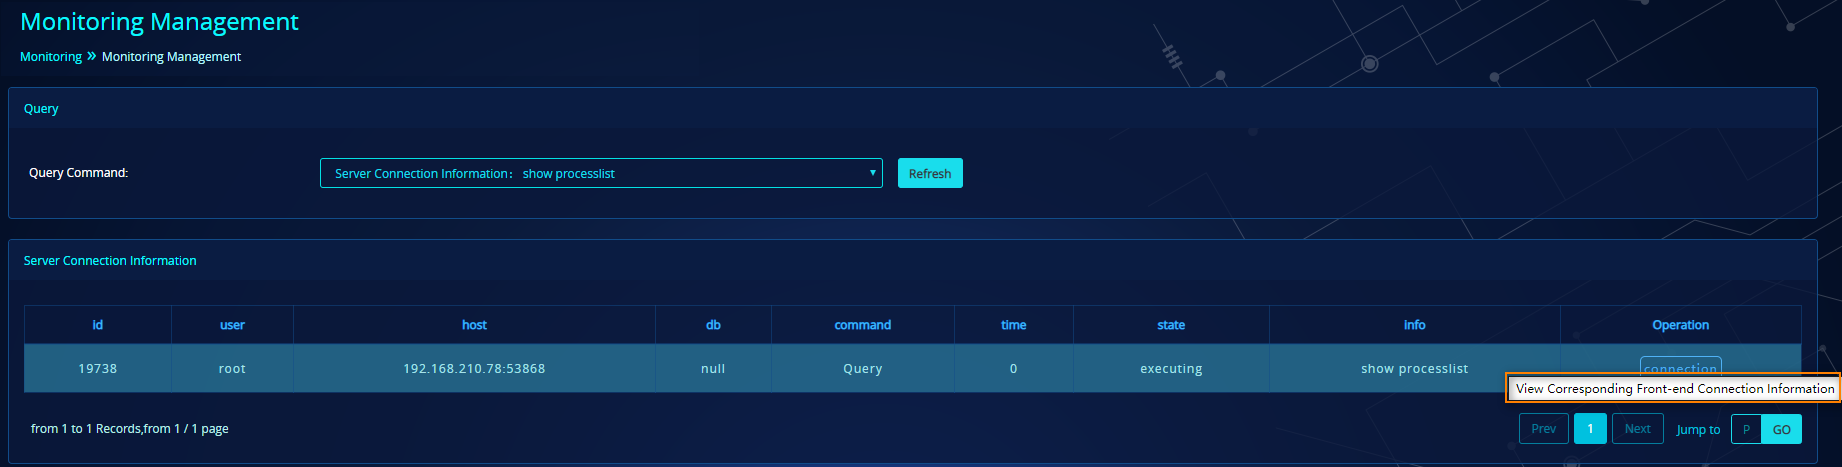 Monitoring Management
Monitoring » Monitoring Management
Query
Query Command:
Server Connection Information： show processlist
Refresh
Server Connection Information
id user host db command time state info Operation
19738 root 192.168.210.78:53868 null Query 0 executing show processlist connection
View Corresponding Front-end Connection Information
from 1 to 1 Records,from 1 / 1 page
Prev 1 Next Jump to P GO